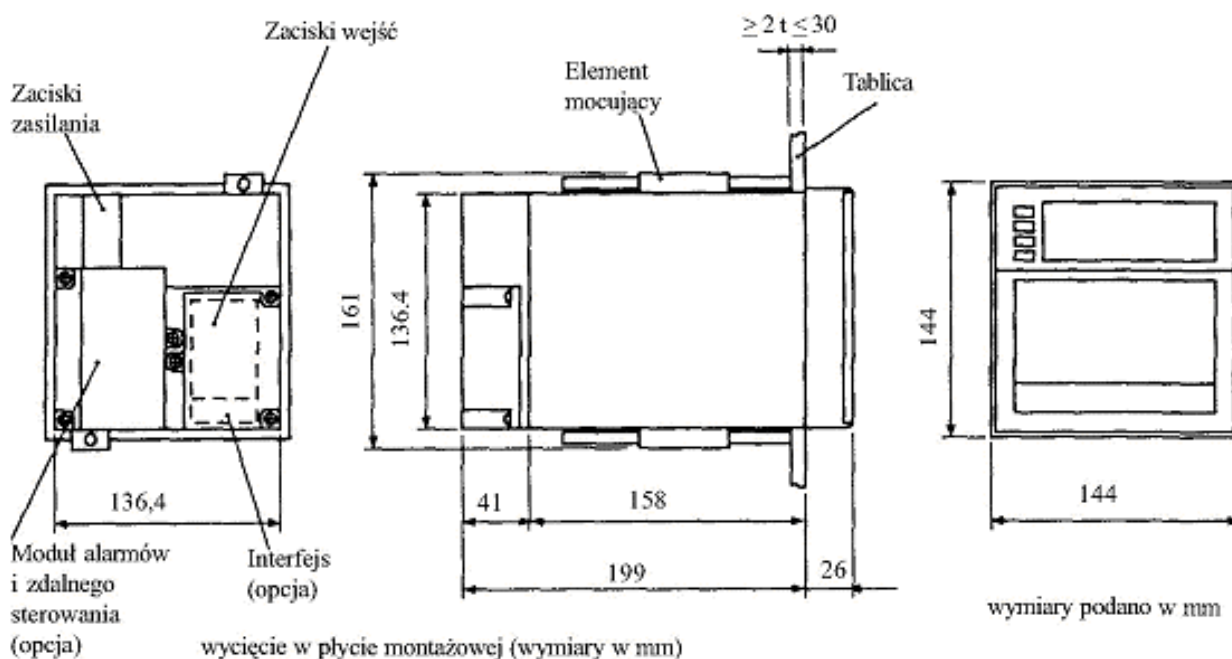 Zaciski wejść
≥ 2 t ≤ 30
Element
mocujący
Tablica
Zaciski
zasilania
161
136.4
144
136,4
41
158
144
Moduł alarmów
i zdalnego
sterowania
(opcja)
Interfejs
(opcja)
199
26
wymiary podano w mm
wycięcie w płycie montażowej (wymiary w mm)